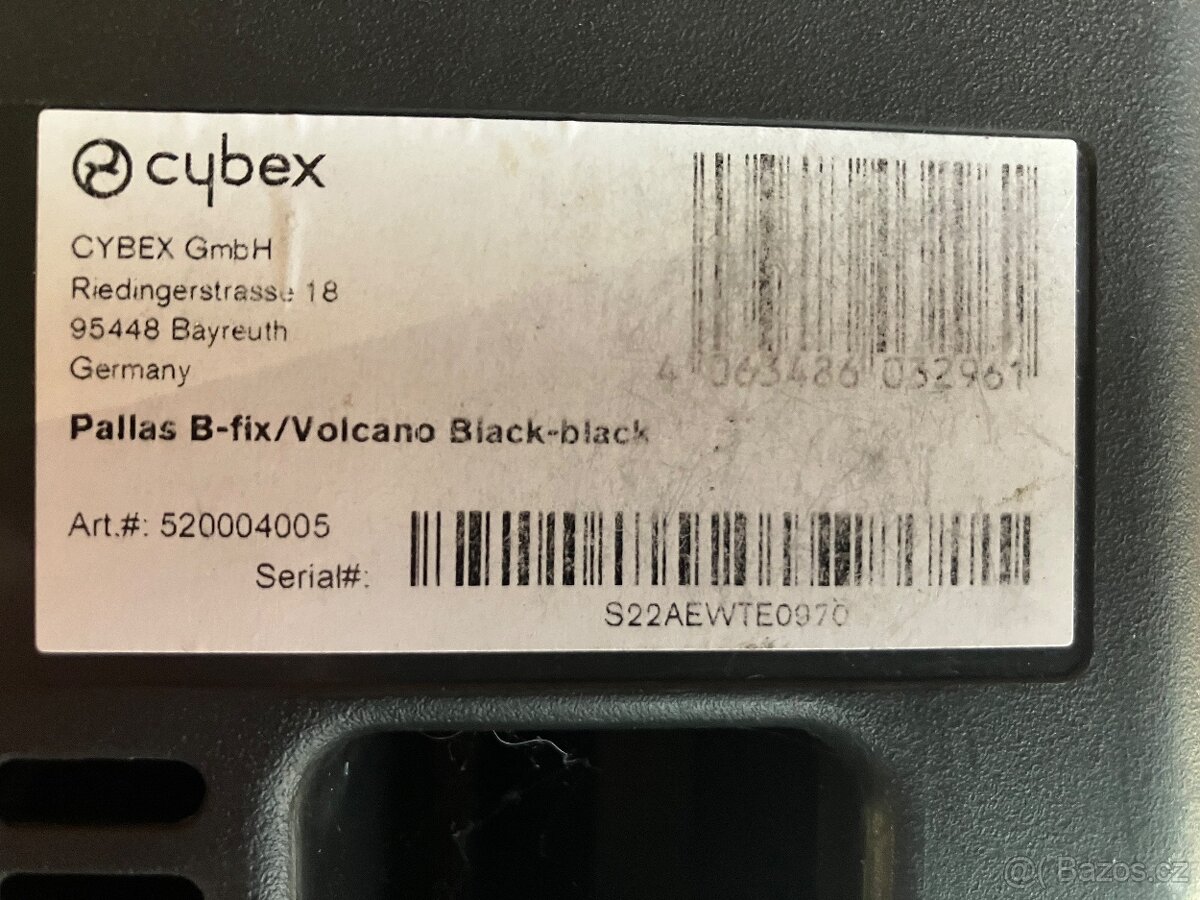 cybex
CYBEX GmbH
Riedingerstrasse 18
95448 Bayreuth
Germany
4 063486 032961
Pallas B-fix/Volcano Black-black
Art.#: 520004005
Serial#:
S22AEWTE0970
@( Bazos.cz